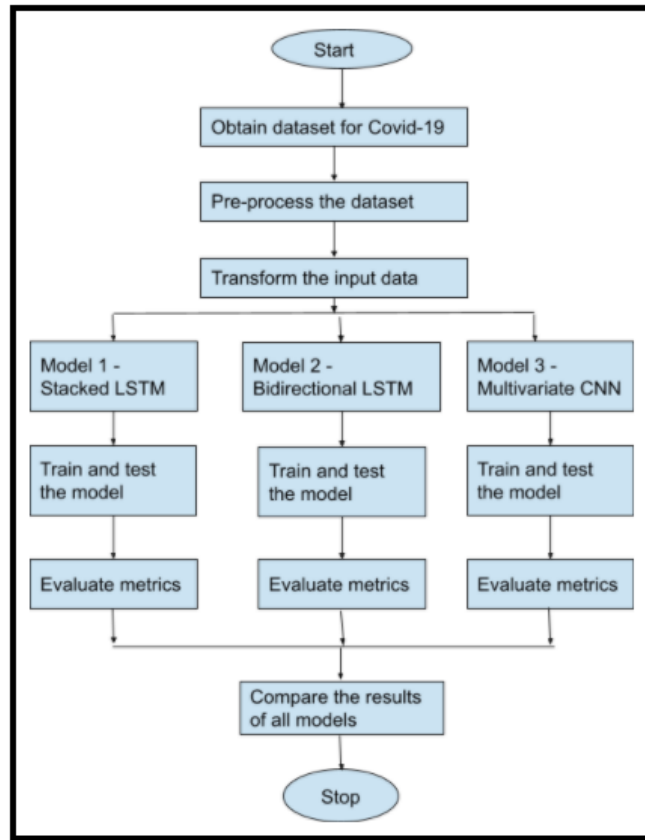 Start
Obtain dataset for Covid-19
Pre-process the dataset
Transform the input data
Model 1 -
Stacked LSTM
Model 2 -
Bidirectional LSTM
Model 3 -
Multivariate CNN
Train and test
the model
Train and test
the model
Train and test
the model
Evaluate metrics
Evaluate metrics
Evaluate metrics
Compare the results
of all models
Stop